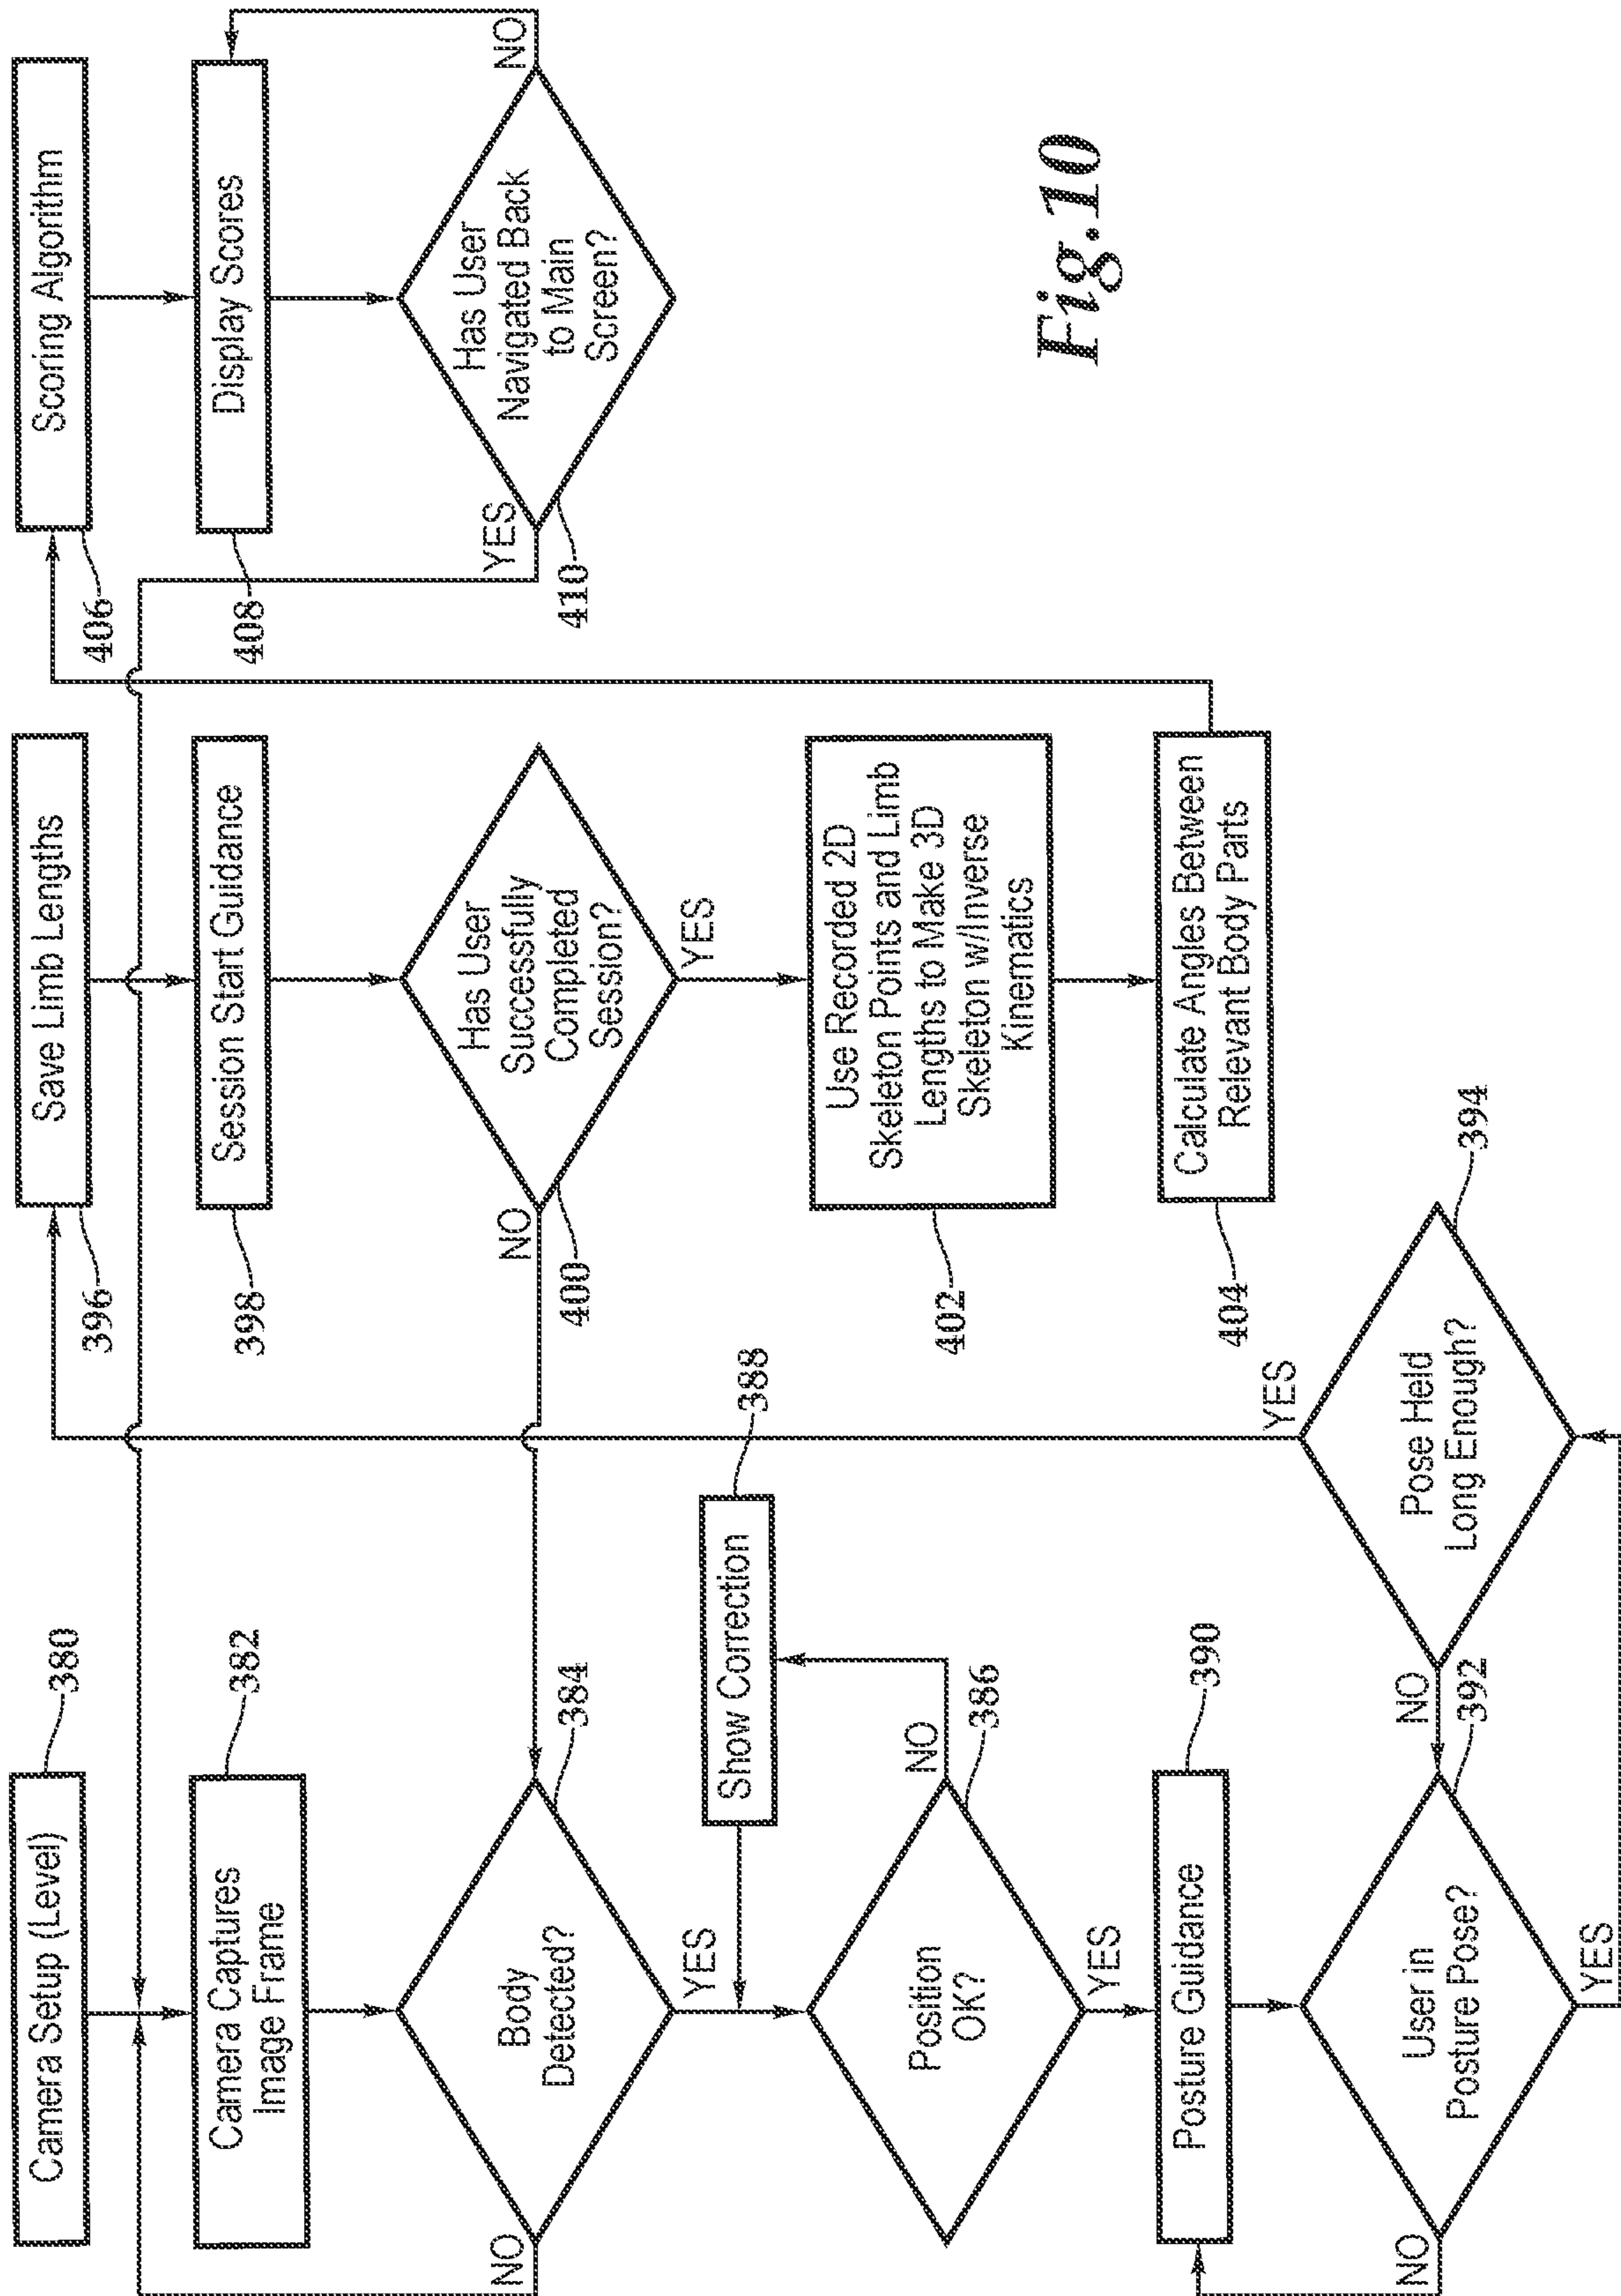 Camera Setup (Level)
380
Camera Captures
Image Frame
382
Body
Detected?
384
NO
YES
Show Correction
388
Position
OK?
386
NO
YES
Posture Guidance
390
User in
Posture Pose?
392
NO
YES
Pose Held
Long Enough?
394
NO
YES
Save Limb Lengths
396
Session Start Guidance
398
Has User
Successfully
Completed
Session?
400
NO
YES
Use Recorded 2D
Skeleton Points and Limb
Lengths to Make 3D
Skeleton w/Inverse
Kinematics
402
Calculate Angles Between
Relevant Body Parts
404
Scoring Algorithm
406
Display Scores
408
Has User
Navigated Back
to Main
Screen?
410
YES
NO
Fig.10